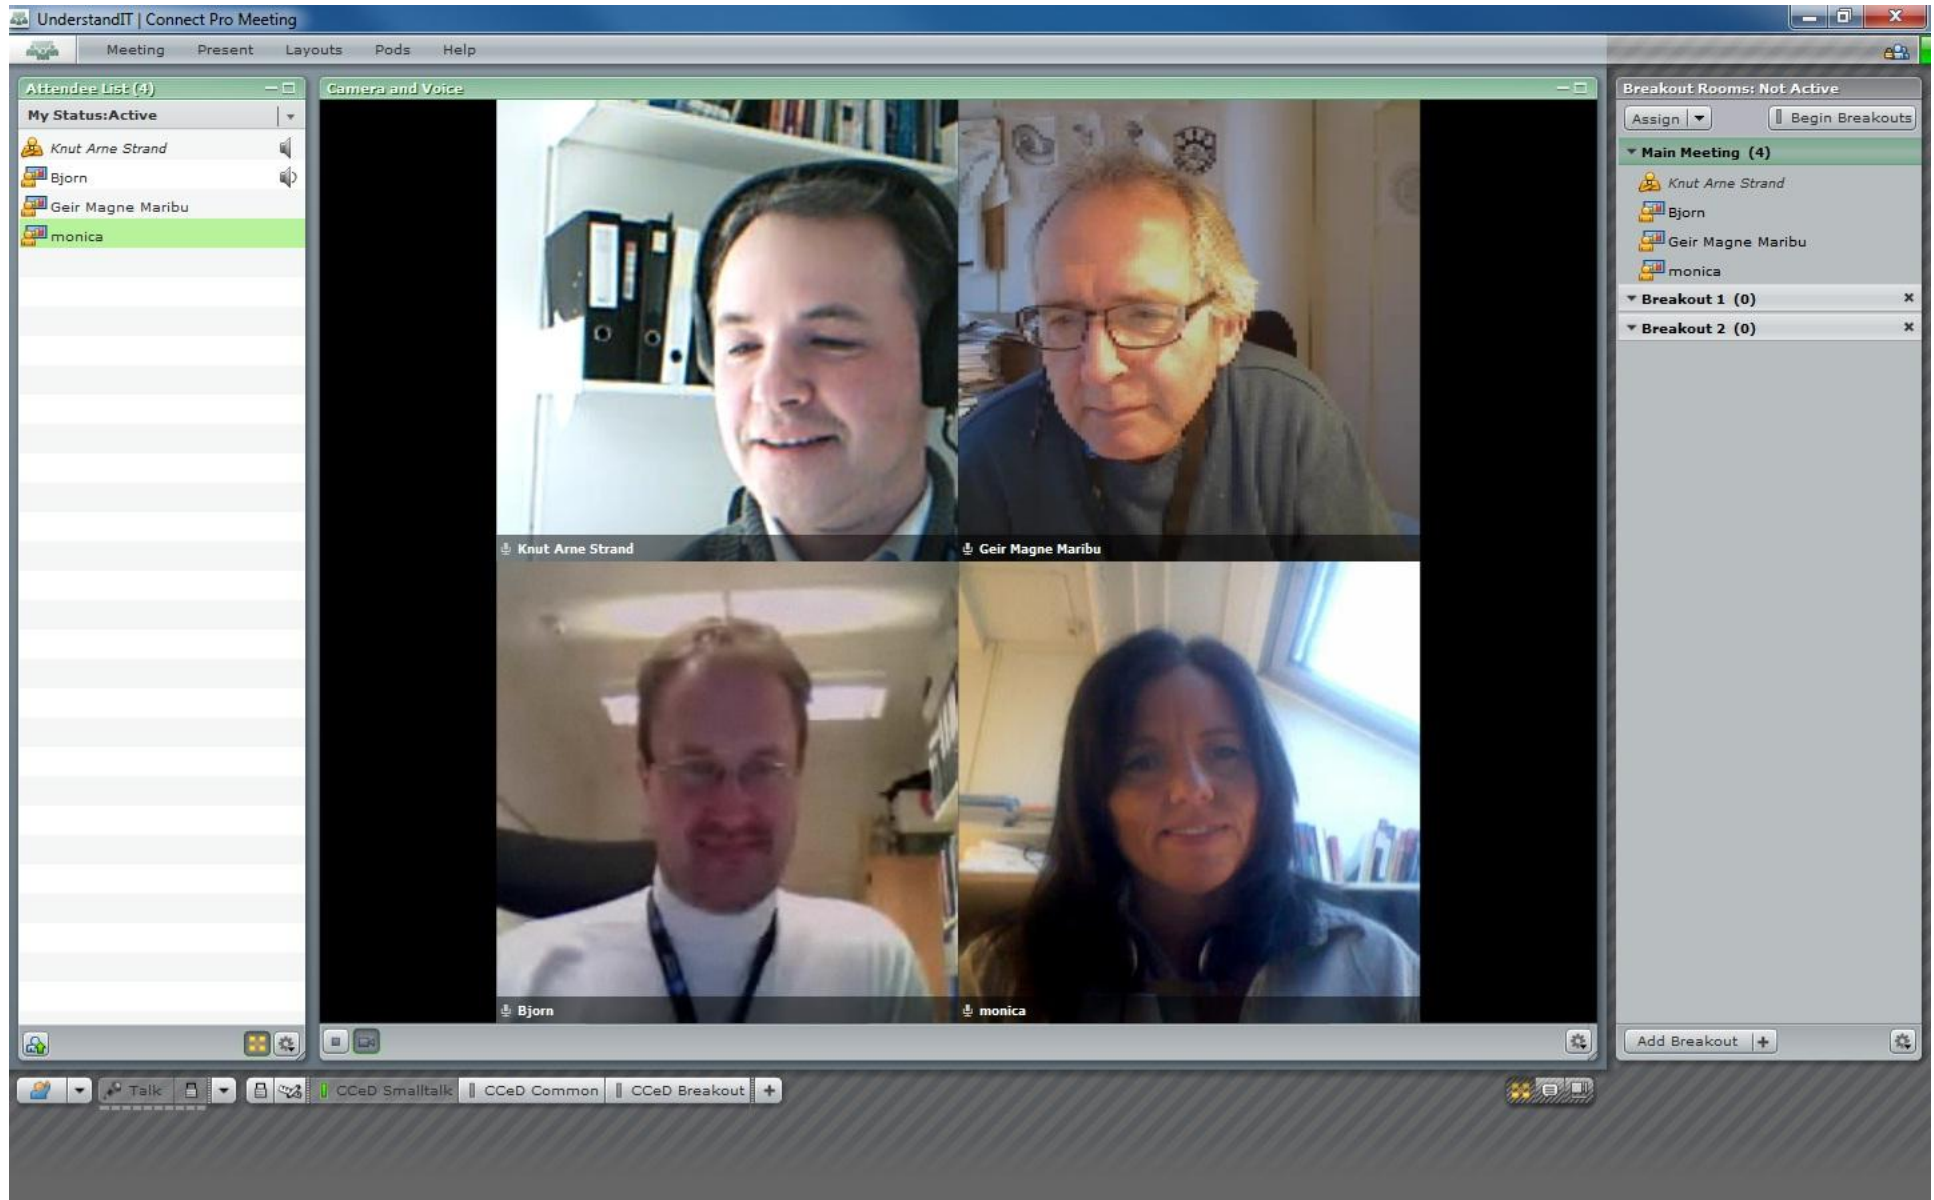 UnderstandIT | Connect Pro Meeting
Meeting Present Layouts Pods Help
Attendee List (4)
My Status:Active
Knut Arne Strand
Bjorn
Geir Magne Maribu
monica
Camera and Voice
Knut Arne Strand
Geir Magne Maribu
Bjorn
monica
Breakout Rooms: Not Active
Assign
Begin Breakouts
Main Meeting (4)
Knut Arne Strand
Bjorn
Geir Magne Maribu
monica
Breakout 1 (0)
Breakout 2 (0)
Add Breakout
Talk
CCeD Smalltalk
CCeD Common
CCeD Breakout